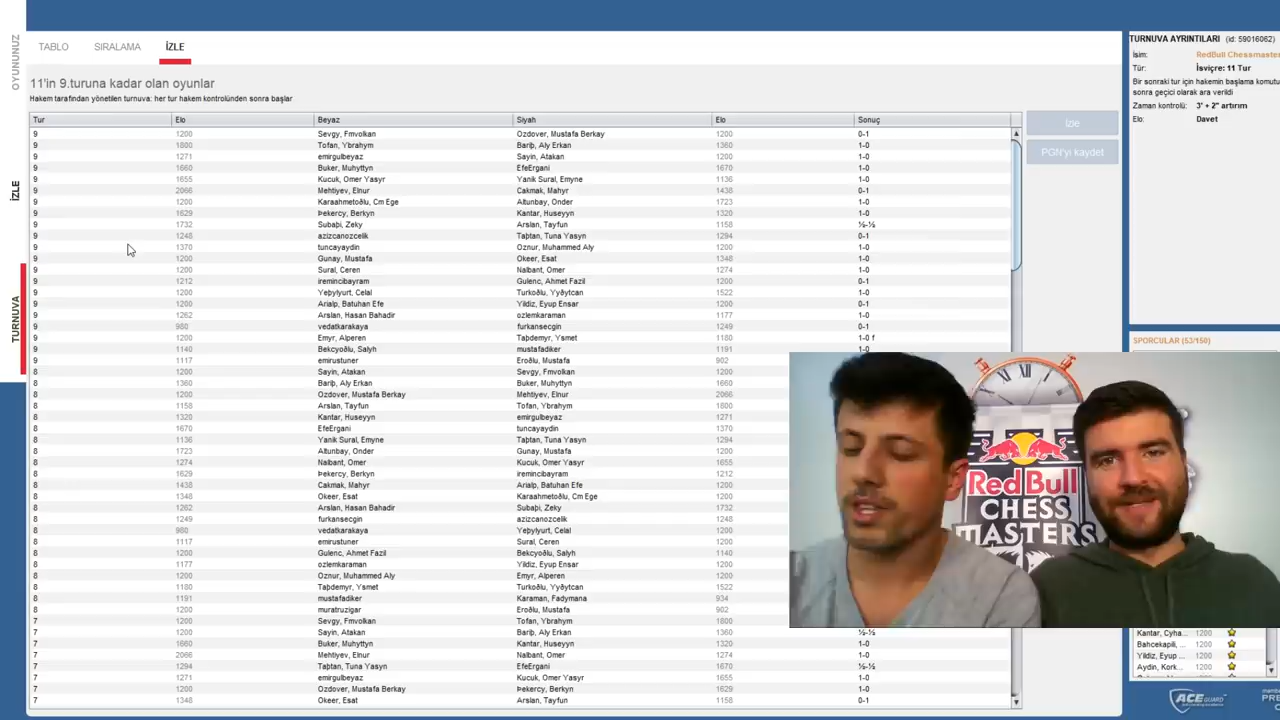 OYUNUNUZ
İZLE
TURNUVA
TABLO SIRALAMA İZLE
11'in 9.turuna kadar olan oyunlar
Hakem tarafından yönetilen turnuva: her tur hakem kontrolünden sonra başlar
Tur Elo Beyaz Siyah Elo Sonuç
9 1200 Sevgy, Fmvolkan Ozdover, Mustafa Berkay 1200 0-1
9 1800 Tofan, Ybrahym Bariþ, Aly Erkan 1360 1-0
9 1271 emirgulbeyaz Sayin, Atakan 1200 1-0
9 1660 Buker, Muhyttyn EfeErgani 1670 1-0
9 1655 Kucuk, Omer Yasyr Yanik Sural, Emyne 1136 1-0
9 2066 Mehtiyev, Elnur Cakmak, Mahyr 1438 0-1
9 1200 Karaahmetoðlu, Cm Ege Altunbay, Onder 1723 1-0
9 1629 Þekercy, Berkyn Kantar, Huseyyn 1320 1-0
9 1732 Subaþi, Zeky Arslan, Tayfun 1158 ½-½
9 1248 azizcanozcelik Taþtan, Tuna Yasyn 1294 0-1
9 1370 tuncayaydin Oznur, Muhammed Aly 1200 1-0
9 1200 Gunay, Mustafa Okeer, Esat 1348 1-0
9 1200 Sural, Ceren Nalbant, Omer 1274 1-0
9 1212 iremincibayram Gulenc, Ahmet Fazil 1200 0-1
9 1200 Yeþylyurt, Celal Turkoðlu, Yyðytcan 1522 1-0
9 1200 Arialp, Batuhan Efe Yildiz, Eyup Ensar 1200 0-1
9 1262 Arslan, Hasan Bahadir ozlemkaraman 1177 1-0
9 980 vedatkarakaya furkansecgin 1249 0-1
9 1200 Emyr, Alperen Taþdemyr, Ysmet 1180 1-0 f
9 1140 Bekcyoðlu, Salyh mustafadiker 1191 1-0
9 1117 emirustuner Eroðlu, Mustafa 902
8 1200 Sayin, Atakan Sevgy, Fmvolkan 1200
8 1360 Bariþ, Aly Erkan Buker, Muhyttyn 1660
8 1200 Ozdover, Mustafa Berkay Mehtiyev, Elnur 2066
8 1158 Arslan, Tayfun Tofan, Ybrahym 1800
8 1320 Kantar, Huseyyn emirgulbeyaz 1271
8 1670 EfeErgani tuncayaydin 1370
8 1136 Yanik Sural, Emyne Taþtan, Tuna Yasyn 1294
8 1723 Altunbay, Onder Gunay, Mustafa 1200
8 1274 Nalbant, Omer Kucuk, Omer Yasyr 1655
8 1629 Þekercy, Berkyn iremincibayram 1212
8 1438 Cakmak, Mahyr Arialp, Batuhan Efe 1200
8 1348 Okeer, Esat Karaahmetoðlu, Cm Ege 1200
8 1262 Arslan, Hasan Bahadir Subaþi, Zeky 1732
8 1249 furkansecgin azizcanozcelik 1248
8 980 vedatkarakaya Yeþylyurt, Celal 1200
8 1117 emirustuner Sural, Ceren 1200
8 1200 Gulenc, Ahmet Fazil Bekcyoðlu, Salyh 1140
8 1177 ozlemkaraman Yildiz, Eyup Ensar 1200
8 1200 Oznur, Muhammed Aly Emyr, Alperen 1200
8 1180 Taþdemyr, Ysmet Turkoðlu, Yyðytcan 1522
8 1191 mustafadiker Karaman, Fadymana 934
8 1200 muratruzigar Eroðlu, Mustafa 902
7 1200 Sevgy, Fmvolkan Tofan, Ybrahym 1800
7 1200 Sayin, Atakan Bariþ, Aly Erkan 1360 ½-½
7 1660 Buker, Muhyttyn Kantar, Huseyyn 1320 1-0
7 2066 Mehtiyev, Elnur Nalbant, Omer 1274 1-0
7 1294 Taþtan, Tuna Yasyn EfeErgani 1670 ½-½
7 1271 emirgulbeyaz Kucuk, Omer Yasyr 1655 1-0
7 1200 Ozdover, Mustafa Berkay Þekercy, Berkyn 1629 1-0
7 1348 Okeer, Esat Arslan, Tayfun 1158 0-1
İzle
PGN'yi kaydet
TURNUVA AYRINTILARI (id: 59016062)
İsim: RedBull Chessmaster
Tür: İsviçre: 11 Tur
Bir sonraki tur için hakemin başlama komutu
sonra geçici olarak ara verildi
Zaman kontrolü: 3' + 2" artırım
Elo: Davet
SPORCULAR (53/150)
Kantar, Cyha... 1200
Bahcekapili, ... 1200
Yildiz, Eyup ... 1200
Aydin, Kork... 1200
Red Bull
CHESS
MASTERS
ACE GUARD
PRE